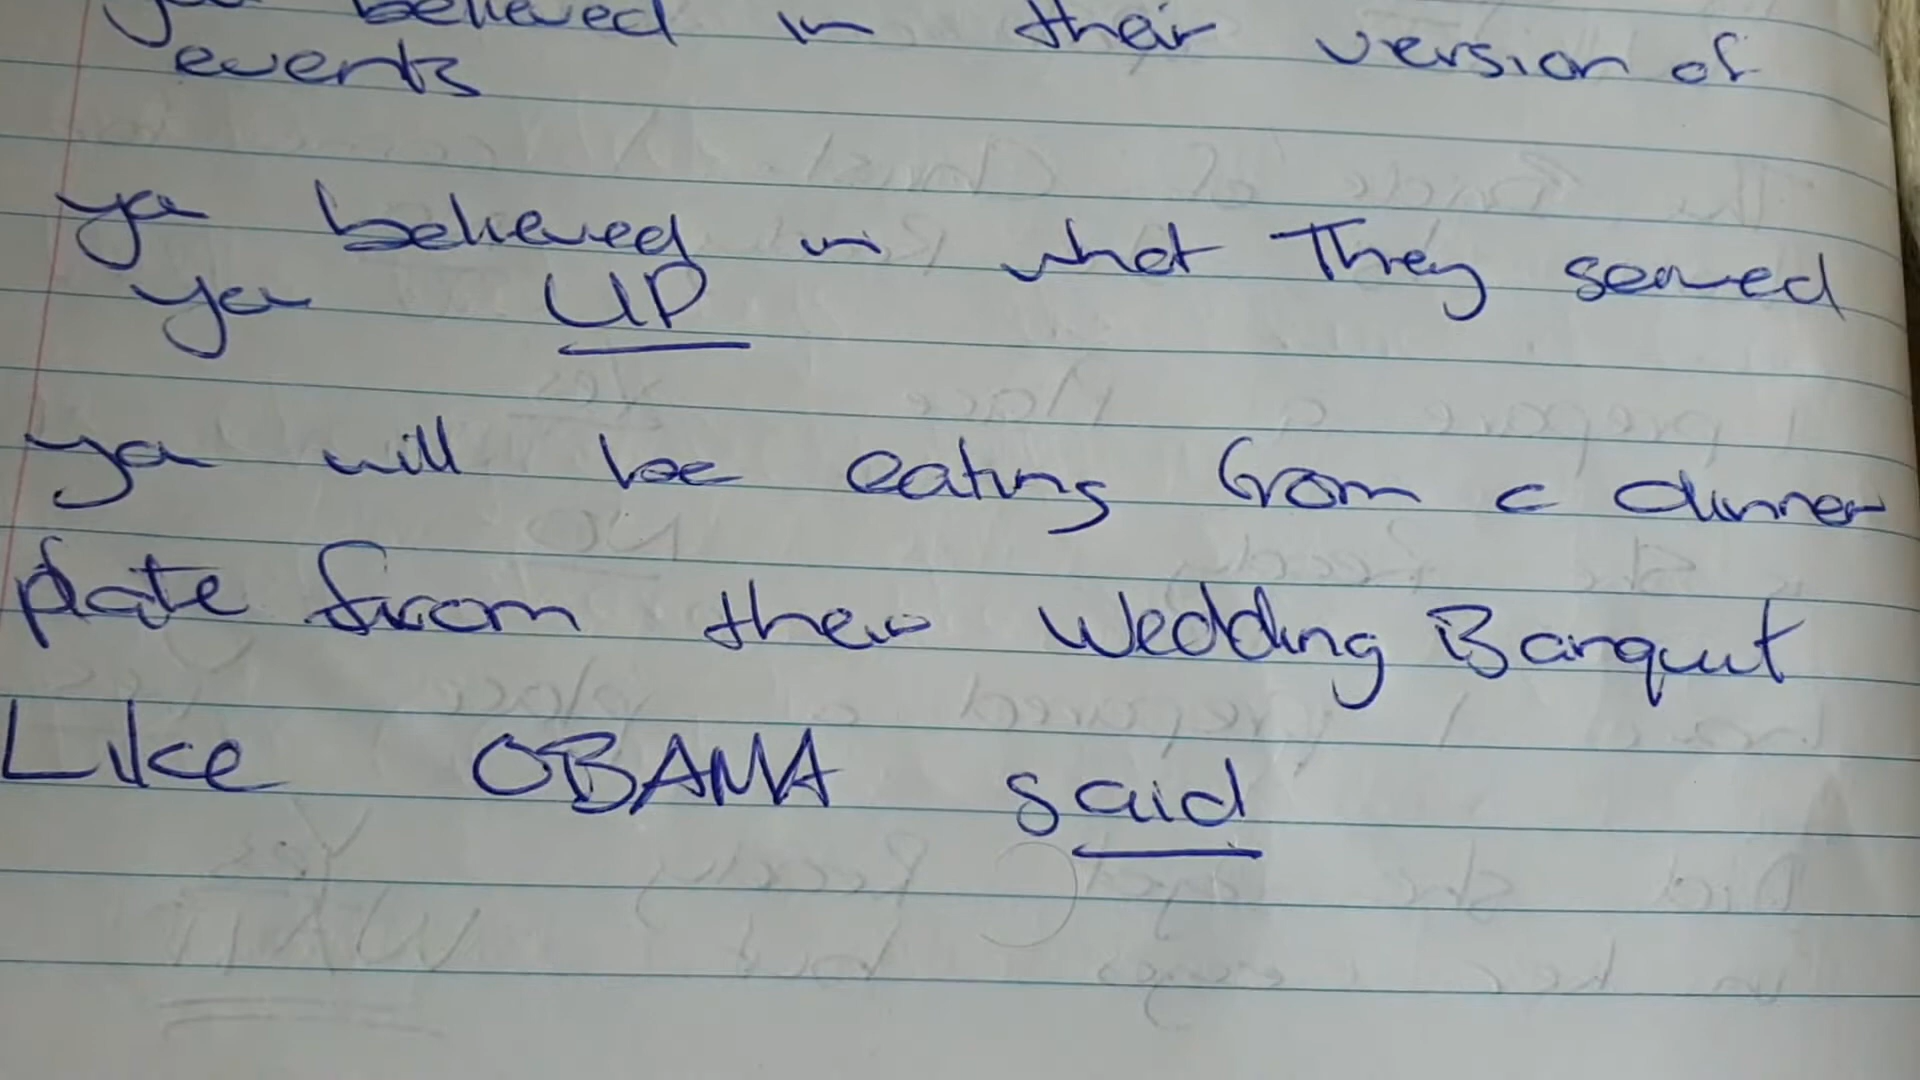 you believed in their version of
events
you believed in what They served
you UP
you will be eating from a dinner
plate from their Wedding Banquet
Like OBAMA said